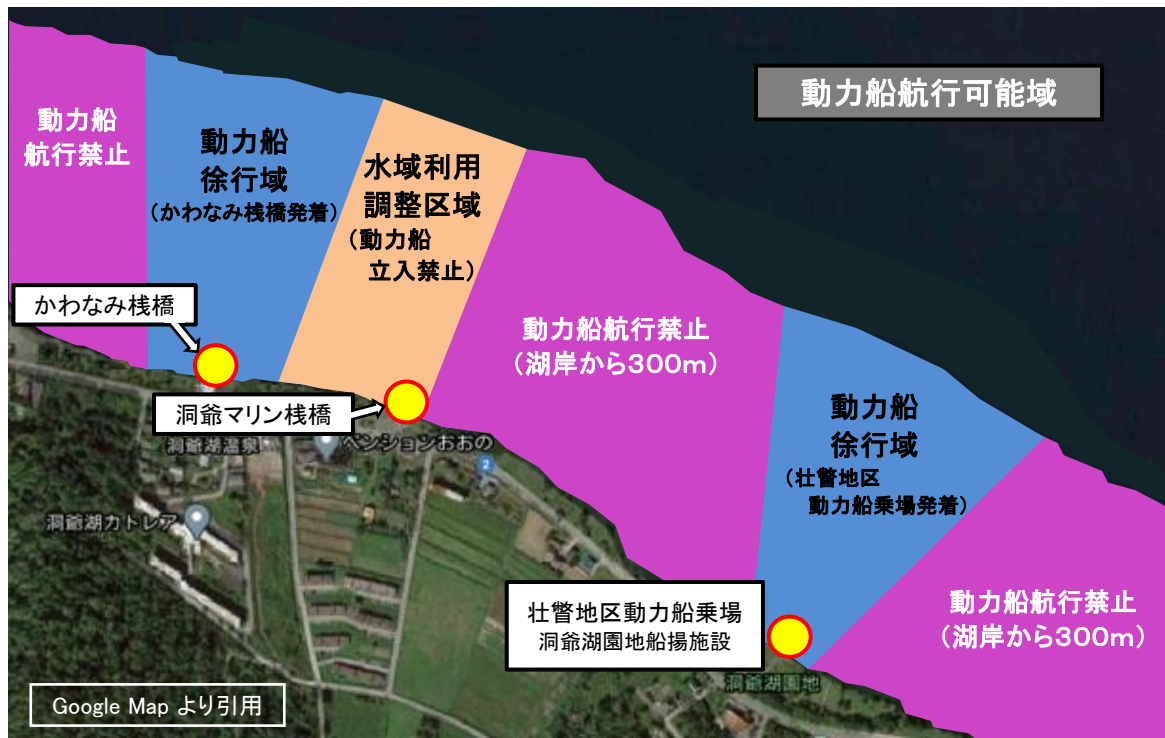 動力船航行可能域
動力船
航行禁止
動力船
徐行域
（かわなみ桟橋発着）
水域利用
調整区域
（動力船
立入禁止）
かわなみ桟橋
動力船航行禁止
（湖岸から300m）
洞爺マリン桟橋
動力船
徐行域
（壮瞥地区
動力船乗場発着）
洞爺湖温泉
ペンションおおの
2
洞爺湖カトレア
壮瞥地区動力船乗場
洞爺湖園地船揚施設
動力船航行禁止
（湖岸から300m）
洞爺湖園地
Google Map より引用